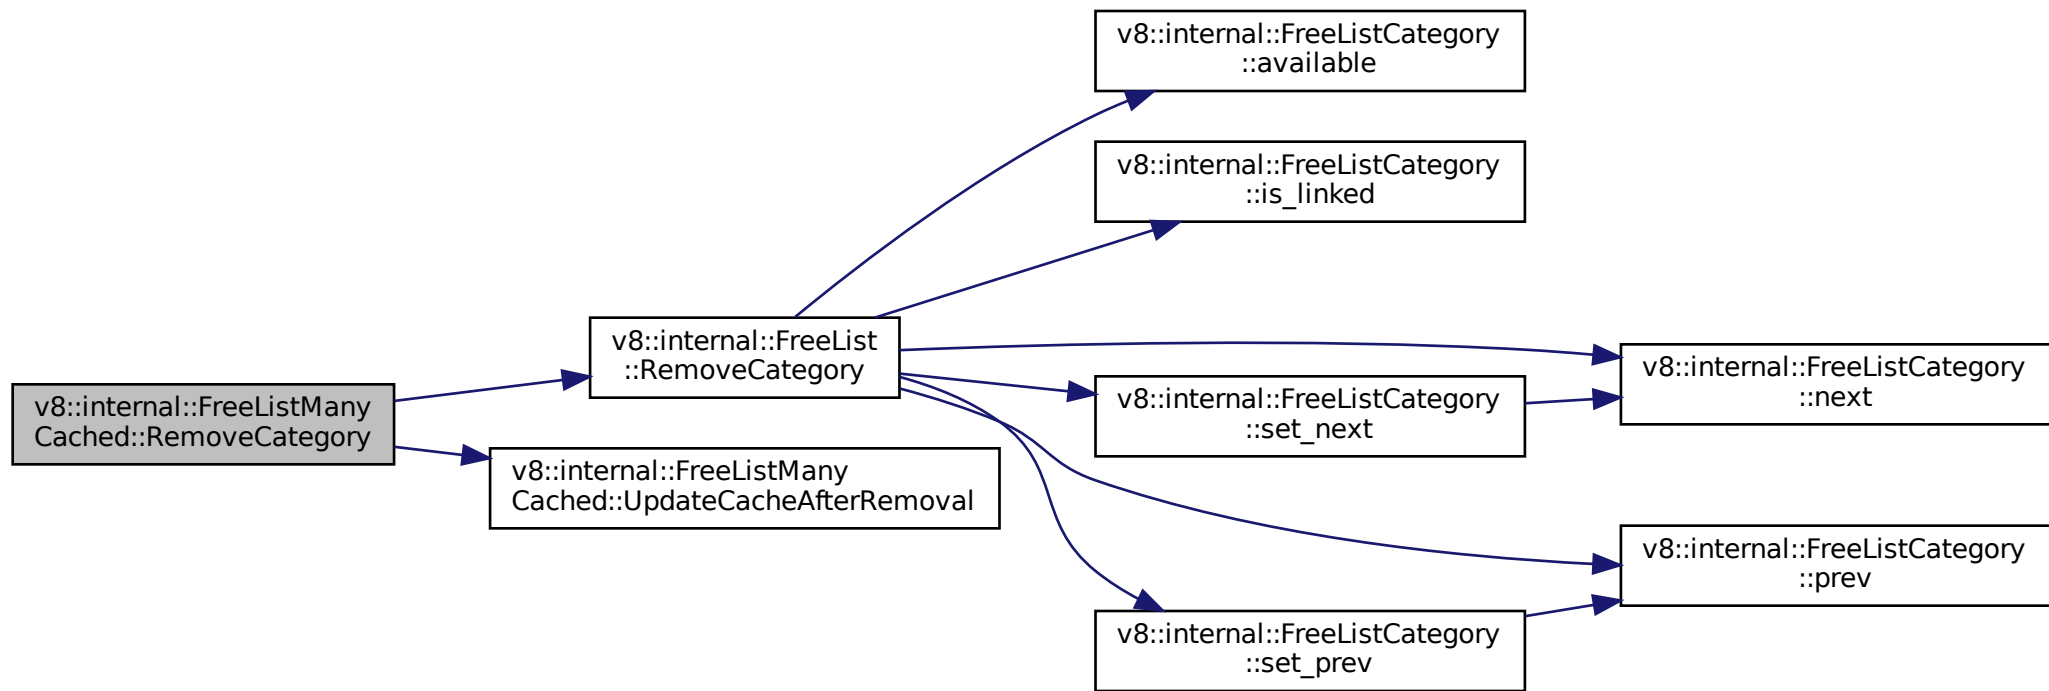 v8::internal::FreeListMany
Cached::RemoveCategory
v8::internal::FreeList
::RemoveCategory
v8::internal::FreeListMany
Cached::UpdateCacheAfterRemoval
v8::internal::FreeListCategory
::available
v8::internal::FreeListCategory
::is_linked
v8::internal::FreeListCategory
::set_next
v8::internal::FreeListCategory
::set_prev
v8::internal::FreeListCategory
::next
v8::internal::FreeListCategory
::prev